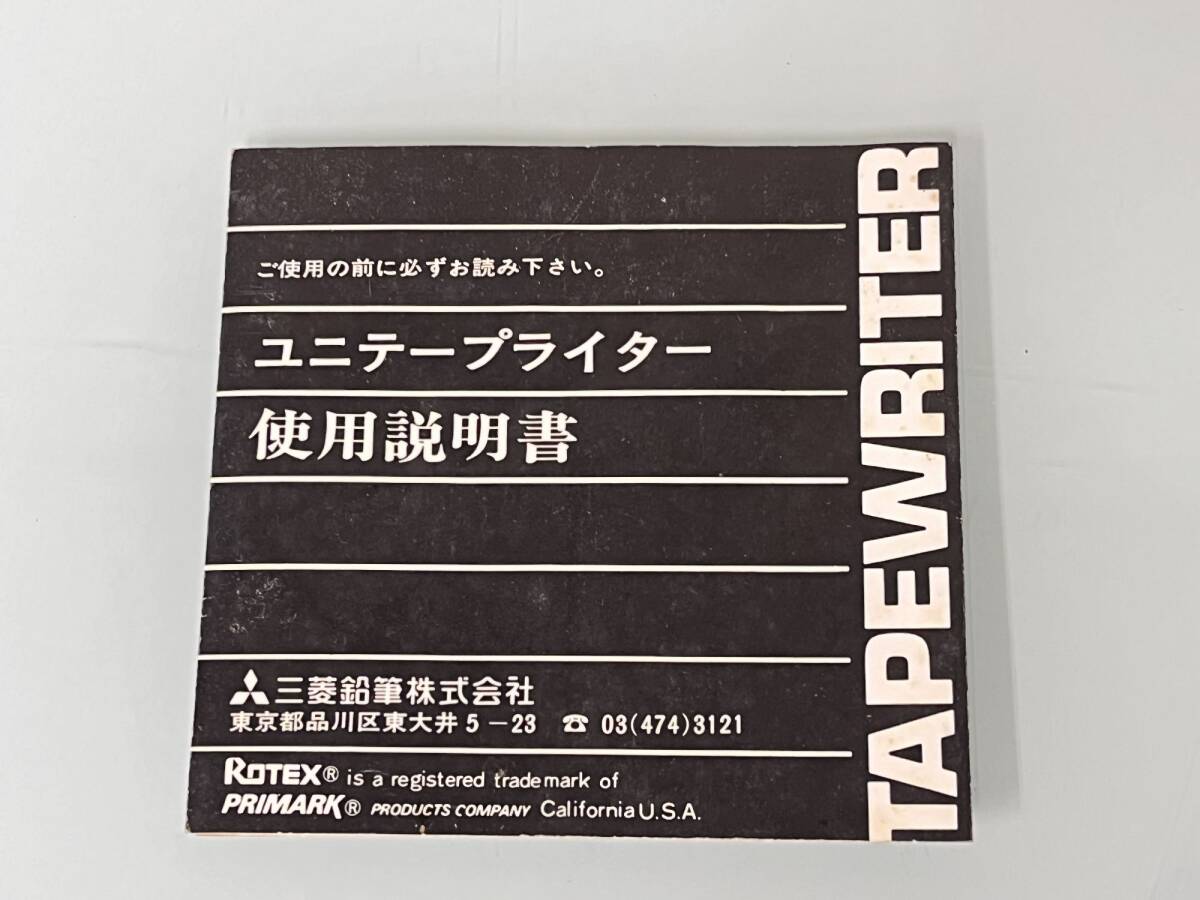 ご使用の前に必ずお読み下さい。
ユニテープライター
使用説明書
三菱鉛筆株式会社
東京都品川区東大井5-23 ☎ 03(474)3121
ROTEX® is a registered trademark of
PRIMARK® PRODUCTS COMPANY California U.S.A.
TAPEWRITER